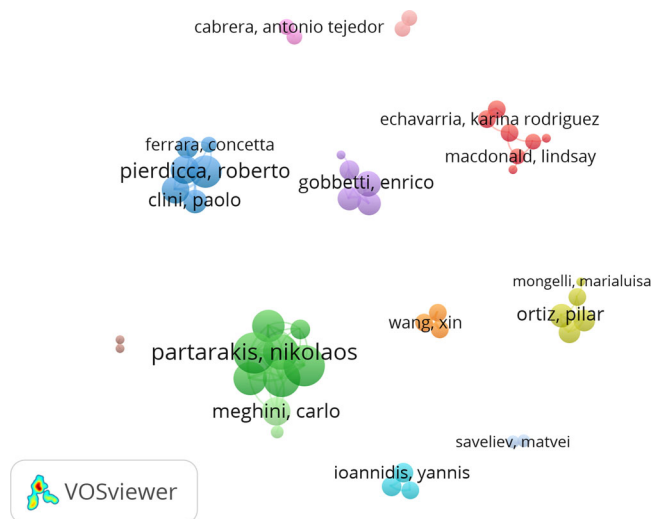 cabrera, antonio tejedor
echavarria, karina rodriguez
ferrara, concetta
macdonald, lindsay
pierdicca, roberto
gobbetti, enrico
clini, paolo
mongelli, marialuisa
ortiz, pilar
wang, xin
partarakis, nikolaos
meghini, carlo
saveliev, matvei
ioannidis, yannis
VOSviewer